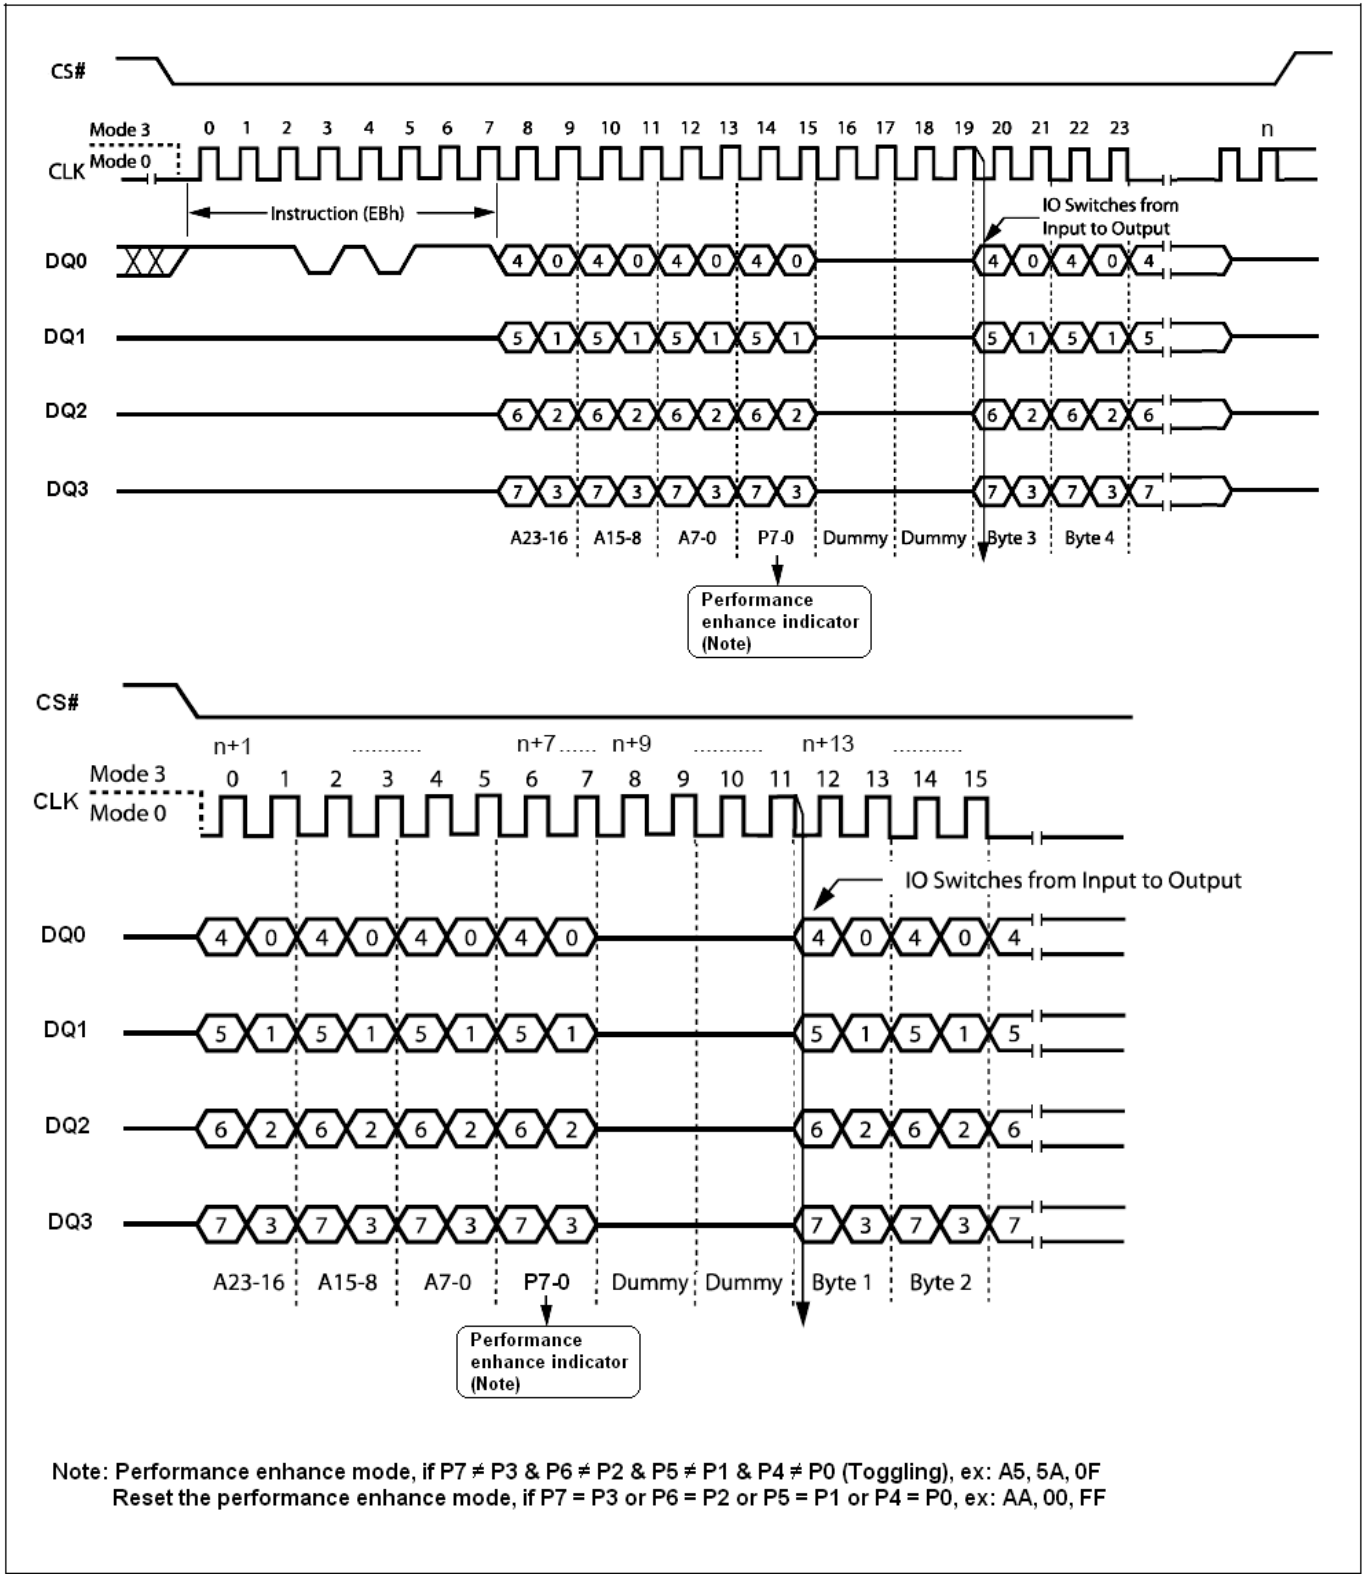 CS#
Mode 3
0 1 2 3 4 5 6 7 8 9 10 11 12 13 14 15 16 17 18 19 20 21 22 23 n
CLK Mode 0
Instruction (EBh)
IO Switches from
Input to Output
DQ0 4 0 4 0 4 0 4 0 4 0 4 0 4
DQ1 5 1 5 1 5 1 5 1 5 1 5 1 5
DQ2 6 2 6 2 6 2 6 2 6 2 6 2 6
DQ3 7 3 7 3 7 3 7 3 7 3 7 3 7
A23-16 A15-8 A7-0 P7-0 Dummy Dummy Byte 3 Byte 4
Performance
enhance indicator
(Note)
CS#
n+1 ........... n+7...... n+9 ........... n+13 ...........
Mode 3 0 1 2 3 4 5 6 7 8 9 10 11 12 13 14 15
CLK Mode 0
IO Switches from Input to Output
DQ0 4 0 4 0 4 0 4 0 4 0 4 0 4
DQ1 5 1 5 1 5 1 5 1 5 1 5 1 5
DQ2 6 2 6 2 6 2 6 2 6 2 6 2 6
DQ3 7 3 7 3 7 3 7 3 7 3 7 3 7
A23-16 A15-8 A7-0 P7-0 Dummy Dummy Byte 1 Byte 2
Performance
enhance indicator
(Note)
Note: Performance enhance mode, if P7 ≠ P3 & P6 ≠ P2 & P5 ≠ P1 & P4 ≠ P0 (Toggling), ex: A5, 5A, 0F
Reset the performance enhance mode, if P7 = P3 or P6 = P2 or P5 = P1 or P4 = P0, ex: AA, 00, FF